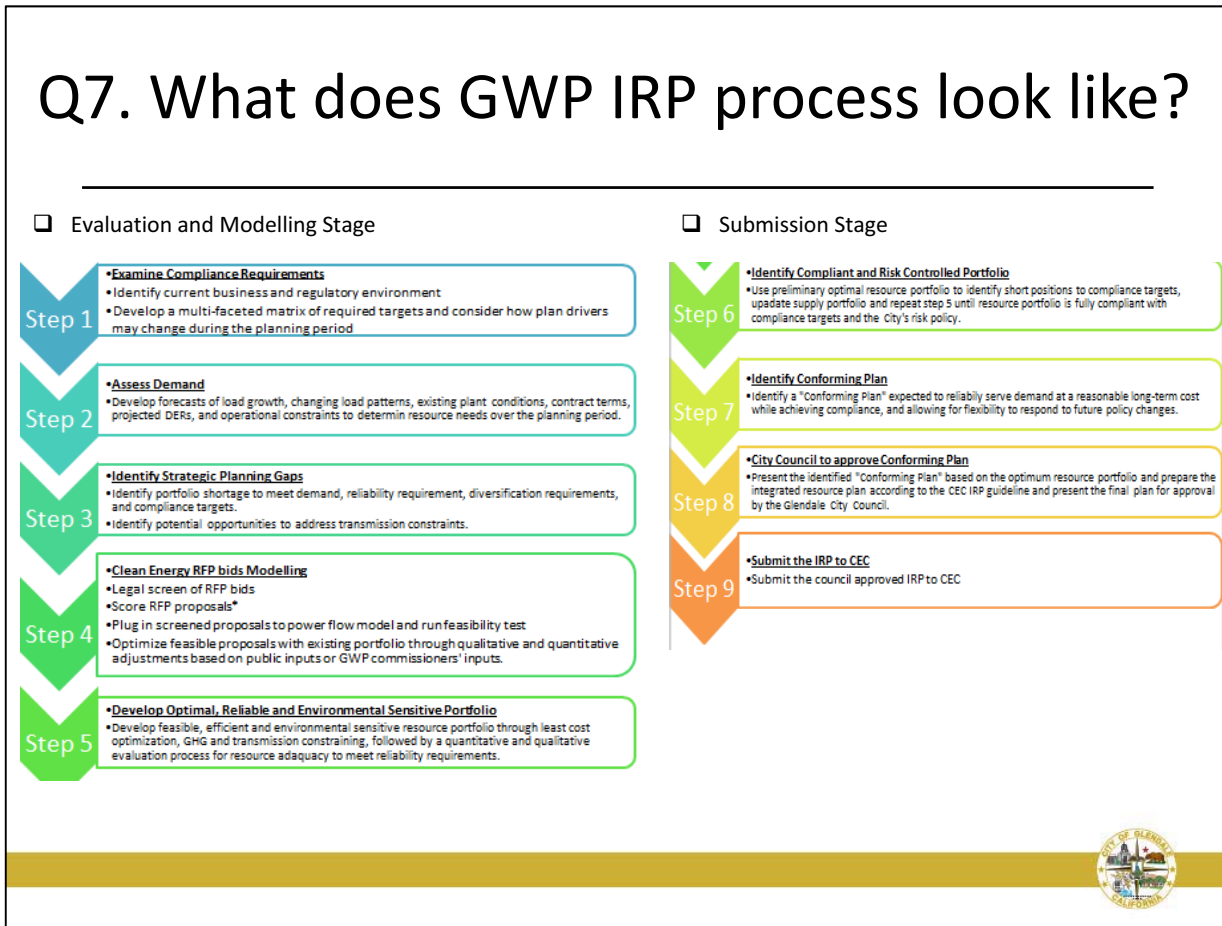 Q7. What does GWP IRP process look like?
❑ Evaluation and Modelling Stage
Step 1
•Examine Compliance Requirements
•Identify current business and regulatory environment
•Develop a multi-faceted matrix of required targets and consider how plan drivers
may change during the planning period
Step 2
•Assess Demand
•Develop forecasts of load growth, changing load patterns, existing plant conditions, contract terms,
projected DERs, and operational constraints to determin resource needs over the planning period.
Step 3
•Identify Strategic Planning Gaps
•Identify portfolio shortage to meet demand, reliability requirement, diversification requirements,
and compliance targets.
•Identify potential opportunities to address transmission constraints.
Step 4
•Clean Energy RFP bids Modelling
•Legal screen of RFP bids
•Score RFP proposals*
•Plug in screened proposals to power flow model and run feasibility test
•Optimize feasible proposals with existing portfolio through qualitative and quantitative
adjustments based on public inputs or GWP commissioners' inputs.
Step 5
•Develop Optimal, Reliable and Environmental Sensitive Portfolio
•Develop feasible, efficient and environmental sensitive resource portfolio through least cost
optimization, GHG and transmission constraining, followed by a quantitative and qualitative
evaluation process for resource adaquacy to meet reliability requirements.
❑ Submission Stage
Step 6
•Identify Compliant and Risk Controlled Portfolio
•Use preliminary optimal resource portfolio to identify short positions to compliance targets,
upadate supply portfolio and repeat step 5 until resource portfolio is fully compliant with
compliance targets and the City's risk policy.
Step 7
•Identify Conforming Plan
•Identify a "Conforming Plan" expected to reliabily serve demand at a reasonable long-term cost
while achieving compliance, and allowing for flexibility to respond to future policy changes.
Step 8
•City Council to approve Conforming Plan
•Present the identified "Conforming Plan" based on the optimum resource portfolio and prepare the
integrated resource plan according to the CEC IRP guideline and present the final plan for approval
by the Glendale City Council.
Step 9
•Submit the IRP to CEC
•Submit the council approved IRP to CEC
CITY OF GLENDALE
CALIFORNIA